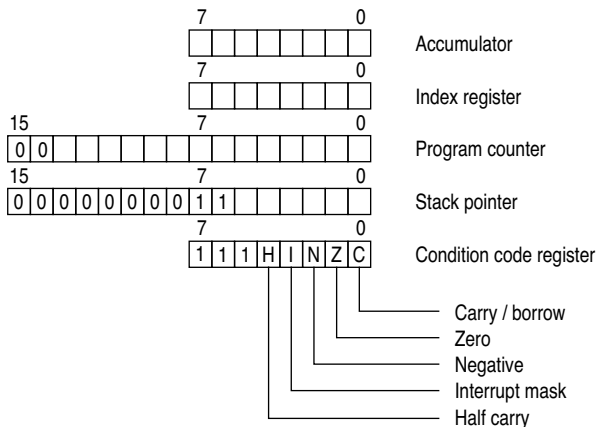 7 0
Accumulator
7 0
Index register
15 7 0
0 0 Program counter
15 7 0
0 0 0 0 0 0 0 0 1 1 Stack pointer
7 0
1 1 1 H I N Z C Condition code register
Carry / borrow
Zero
Negative
Interrupt mask
Half carry